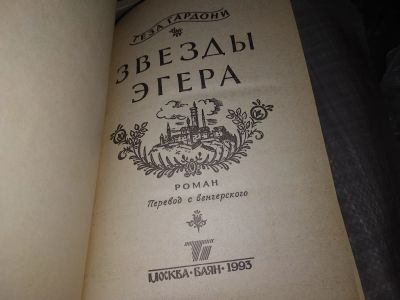 ГЕЗА ГАРДОНИ
ЗВЕЗДЫ
ЭГЕРА
РОМАН
Перевод с венгерского
МОСКВА·БАЯН·1993